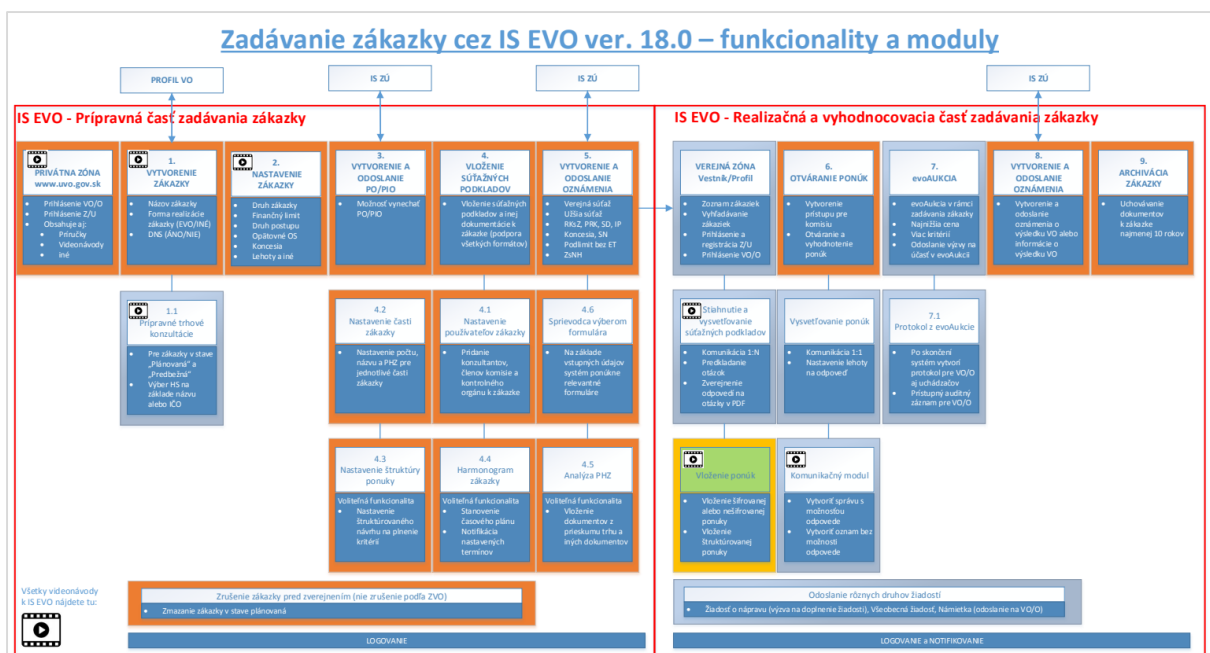 Zadávanie zákazky cez IS EVO ver. 18.0 – funkcionality a moduly
PROFIL VO
IS ZÚ
IS ZÚ
IS ZÚ
IS EVO - Prípravná časť zadávania zákazky
IS EVO - Realizačná a vyhodnocovacia časť zadávania zákazky
PRIVÁTNA ZÓNA
www.uvo.gov.sk
• Prihlásenie VO/O
• Prihlásenie Z/U
• Obsahuje aj:
• Príručky
• Videonávody
• iné
1.
VYTVORENIE
ZÁKAZKY
• Názov zákazky
• Forma realizácie
zákazky (EVO/INÉ)
• DNS (ÁNO/NIE)
2.
NASTAVENIE
ZÁKAZKY
• Druh zákazky
• Finančný limit
• Druh postupu
• Opätovné OS
• Koncesia
• Lehoty a iné
3.
VYTVORENIE A
ODOSLANIE
PO/PIO
• Možnosť vynechať
PO/PIO
4.
VLOŽENIE
SÚŤAŽNÝCH
PODKLADOV
• Vloženie súťažných
podkladov a inej
dokumentácie k
zákazke (podpora
všetkých formátov)
5.
VYTVORENIE A
ODOSLANIE
OZNÁMENIA
• Verejná súťaž
• Užšia súťaž
• RKsZ, PRK, SD, IP
• Koncesia, SN
• Podlimit bez ET
• ZsNH
VEREJNÁ ZÓNA
Vestník/Profil
• Zoznam zákaziek
• Vyhľadávanie
zákaziek
• Prihlásenie a
registrácia Z/U
• Prihlásenie VO/O
6.
OTVÁRANIE PONÚK
• Vytvorenie
prístupu pre
komisiu
• Otváranie a
vyhodnotenie
ponúk
7.
evoAUKCIA
• evoAukcia v rámci
zadávania zákazky
• Najnižšia cena
• Viac kritérií
• Odoslanie výzvy na
účasť v evoAukcii
8.
VYTVORENIE A
ODOSLANIE
OZNÁMENIA
• Vytvorenie a
odoslanie
oznámenia o
výsledku VO alebo
informácie o
výsledku VO
9.
ARCHIVÁCIA
ZÁKAZKY
• Uchovávanie
dokumentov
k zákazke
najmenej 10 rokov
1.1
Prípravné trhové
konzultácie
• Pre zákazky v stave
„Plánovaná" a
„Predbežná"
• Výber HS na
základe názvu
alebo IČO
4.2
Nastavenie časti
zákazky
• Nastavenie počtu,
názvu a PHZ pre
jednotlivé časti
zákazky
4.1
Nastavenie
používateľov zákazky
• Pridanie
konzultantov,
členov komisie a
kontrolného
orgánu k zákazke
4.6
Sprievodca výberom
formulára
• Na základe
vstupných údajov
systém ponúkne
relevantné
formuláre
Stiahnutie a
vysvetľovanie
súťažných podkladov
• Komunikácia 1:N
• Predkladanie
otázok
• Zverejnenie
odpovedí na
otázky v PDF
Vysvetľovanie ponúk
• Komunikácia 1:1
• Nastavenie lehoty
na odpoveď
7.1
Protokol z evoAukcie
• Po skončení
systém vytvorí
protokol pre VO/O
aj uchádzačov
• Prístupný auditný
záznam pre VO/O
4.3
Nastavenie štruktúry
ponuky
Voliteľná funkcionalita
• Nastavenie
štruktúrovaného
návrhu na plnenie
kritérií
4.4
Harmonogram
zákazky
Voliteľná funkcionalita
• Stanovenie
časového plánu
• Notifikácia
nastavených
termínov
4.5
Analýza PHZ
Voliteľná funkcionalita
• Vloženie
dokumentov z
prieskumu trhu a
iných dokumentov
Vloženie ponúk
• Vloženie šifrovanej
alebo nešifrovanej
ponuky
• Vloženie
štruktúrovanej
ponuky
Komunikačný modul
• Vytvoriť správu s
možnosťou
odpovede
• Vytvoriť oznam bez
možnosti
odpovede
Všetky videonávody
k IS EVO nájdete tu:
Zrušenie zákazky pred zverejnením (nie zrušenie podľa ZVO)
• Zmazanie zákazky v stave plánovaná
Odoslanie rôznych druhov žiadostí
• Žiadosť o nápravu (výzva na doplnenie žiadosti), Všeobecná žiadosť, Námietka (odoslanie na VO/O)
LOGOVANIE
LOGOVANIE a NOTIFIKOVANIE